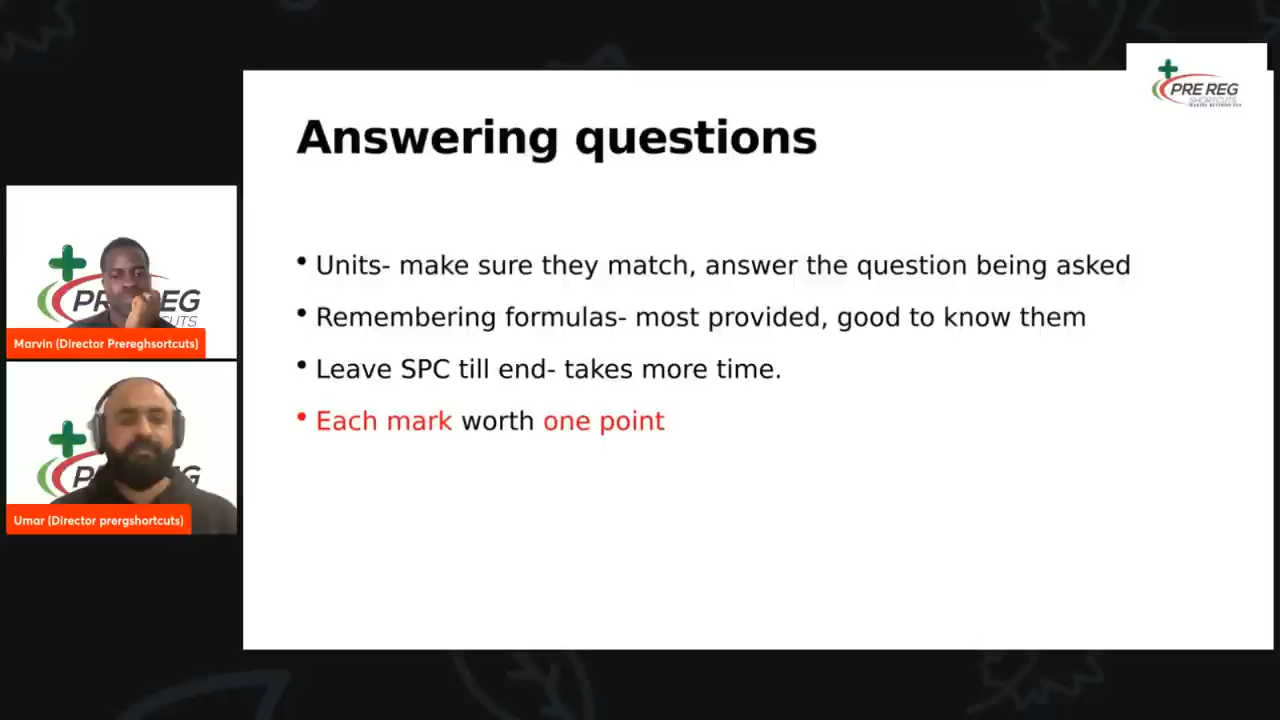 PRE REG
SHORTCUTS
Answering questions
• Units- make sure they match, answer the question being asked
• Remembering formulas- most provided, good to know them
• Leave SPC till end- takes more time.
• Each mark worth one point
Marvin (Director Prereghsortcuts)
Umar (Director prergshortcuts)